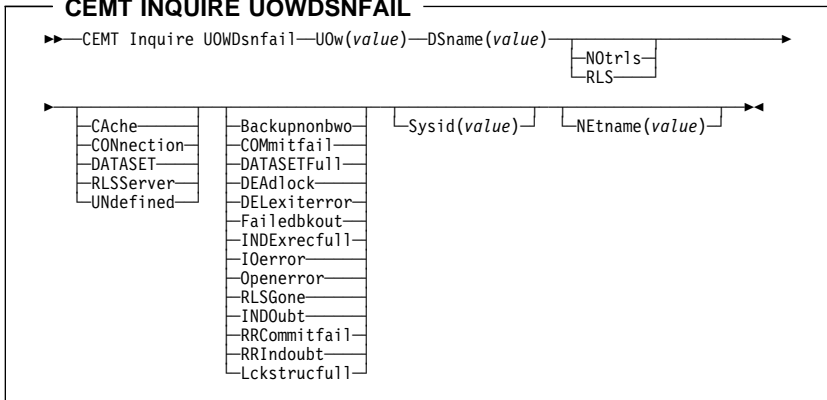 CEMT INQUIRE UOWDSNFAIL
CEMT Inquire UOWDsnfail UOw(value) DSname(value)
NOtrls
RLS
CAche
CONnection
DATASET
RLSServer
UNdefined
Backupnonbwo
COMmitfail
DATASETFull
DEAdlock
DELexiterror
Failedbkout
INDExrecfull
IOerror
Openerror
RLSGone
INDOubt
RRCommitfail
RRIndoubt
Lckstrucfull
Sysid(value)
NEtname(value)